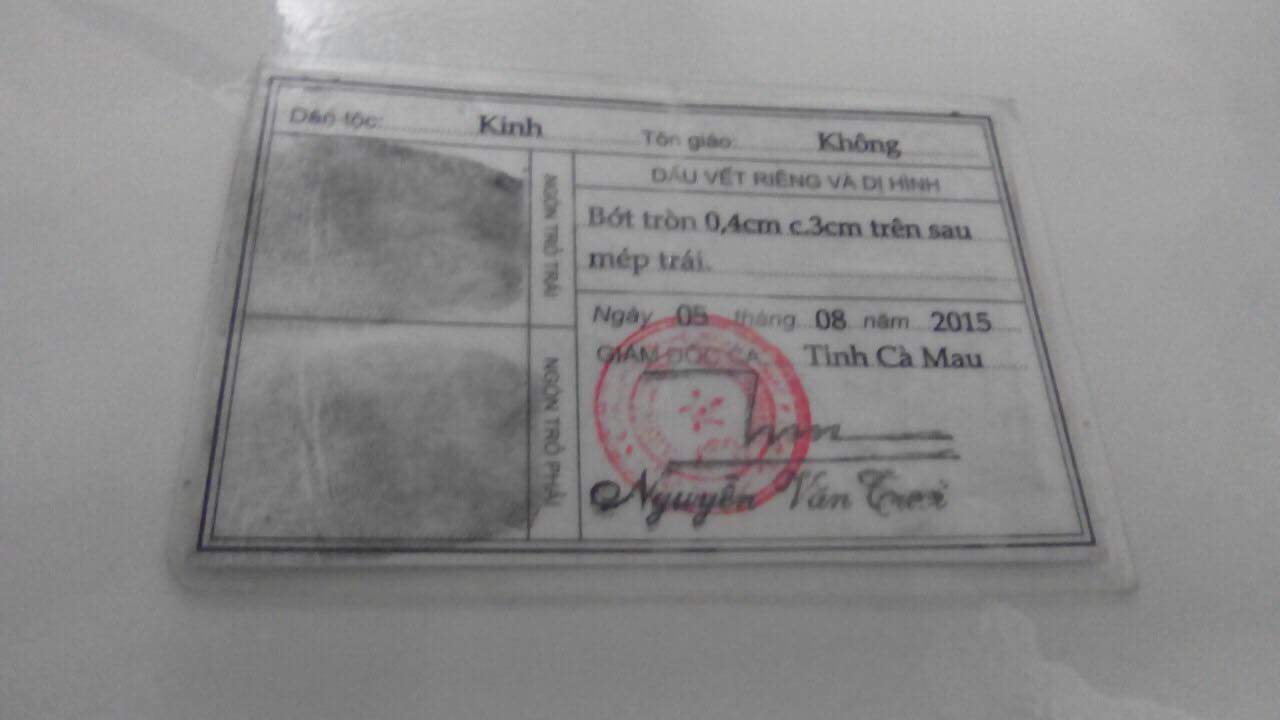 Dân tộc: Kinh Tôn giáo: Không
NGÓN TRỎ TRÁI
NGÓN TRỎ PHẢI
DẤU VẾT RIÊNG VÀ DỊ HÌNH
Bớt tròn 0,4cm c.3cm trên sau
mép trái.
Ngày 05 tháng 08 năm 2015
GIÁM ĐỐC CA Tỉnh Cà Mau
Nguyễn Văn